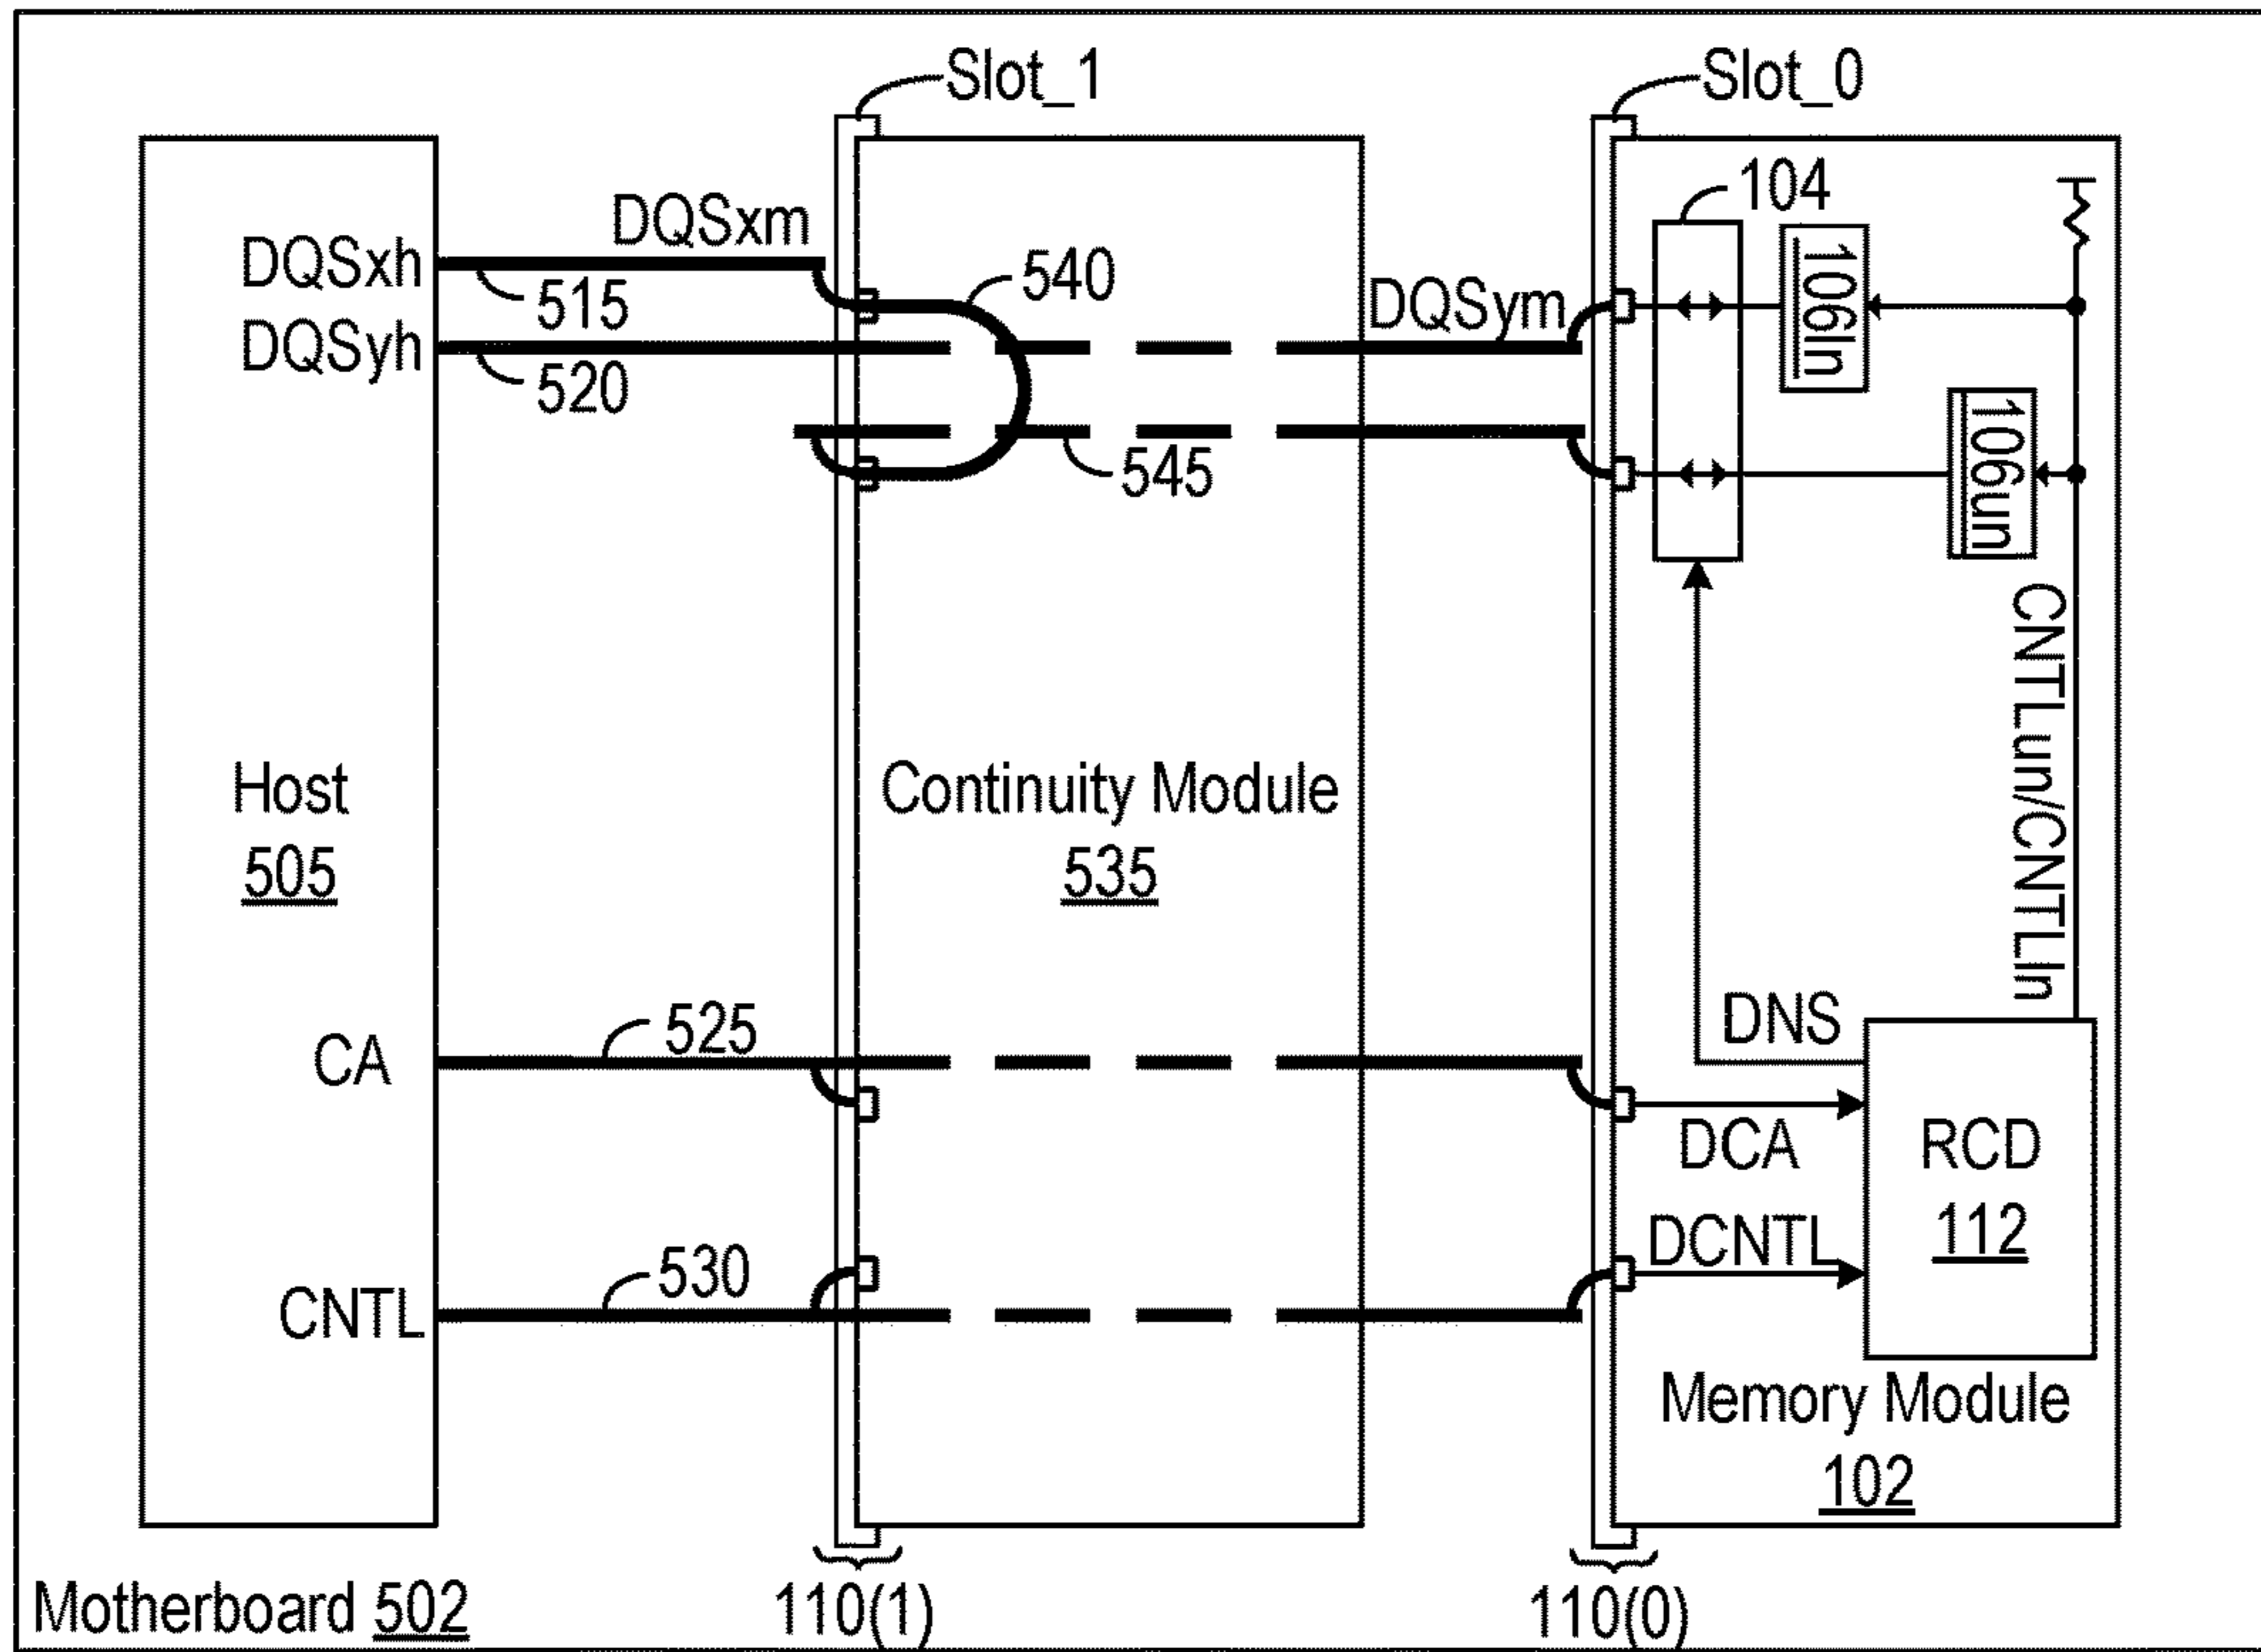 Slot_1
Slot_0
104
DQSxm
DQSxh
515
540
DQSym
106ln
DQSyh
520
545
106un
CNTLun/CNTLln
Host
505
Continuity Module
535
DNS
CA
525
DCA
RCD
112
DCNTL
CNTL
530
Memory Module
102
Motherboard 502
110(1)
110(0)